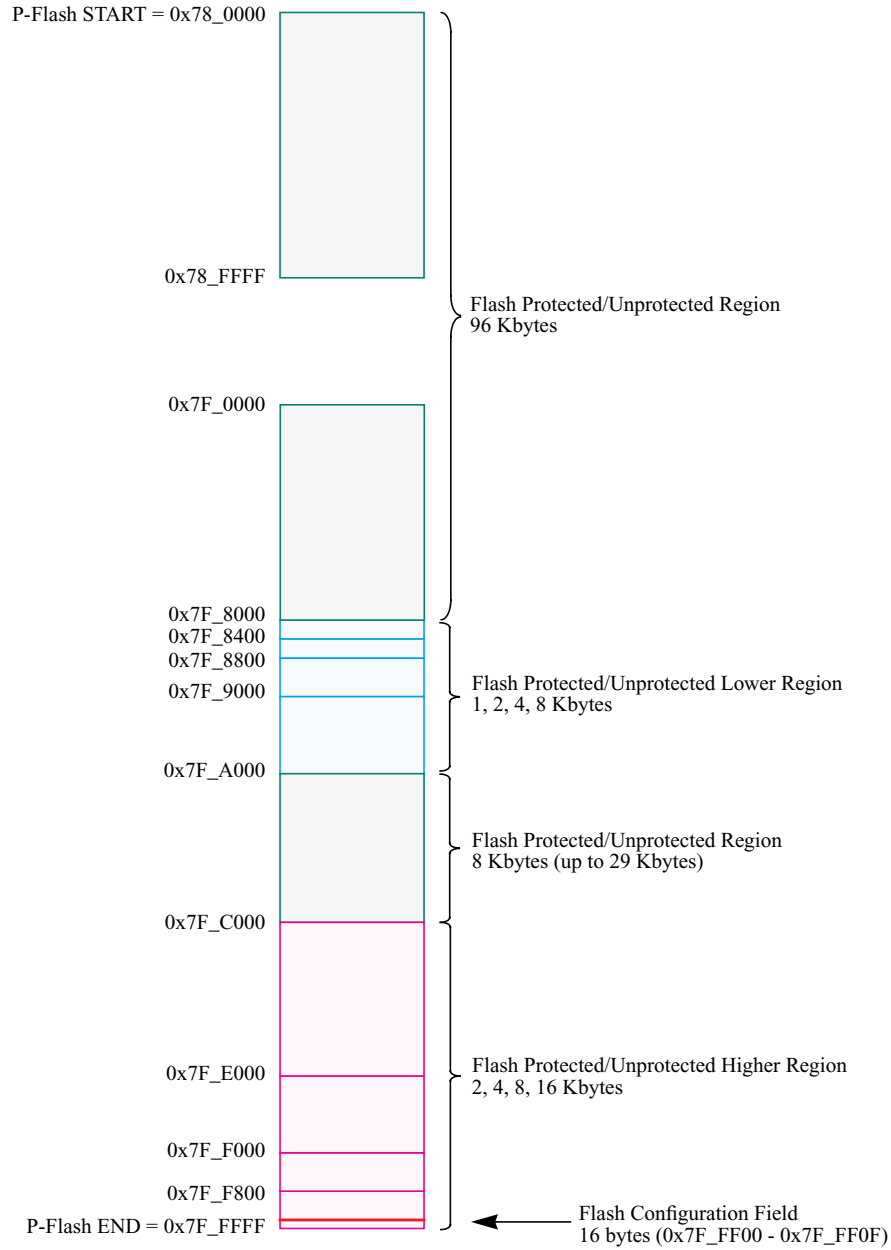 P-Flash START = 0x78_0000
0x78_FFFF
Flash Protected/Unprotected Region
96 Kbytes
0x7F_0000
0x7F_8000
0x7F_8400
0x7F_8800
0x7F_9000
Flash Protected/Unprotected Lower Region
1, 2, 4, 8 Kbytes
0x7F_A000
Flash Protected/Unprotected Region
8 Kbytes (up to 29 Kbytes)
0x7F_C000
0x7F_E000
Flash Protected/Unprotected Higher Region
2, 4, 8, 16 Kbytes
0x7F_F000
0x7F_F800
P-Flash END = 0x7F_FFFF
Flash Configuration Field
16 bytes (0x7F_FF00 - 0x7F_FF0F)